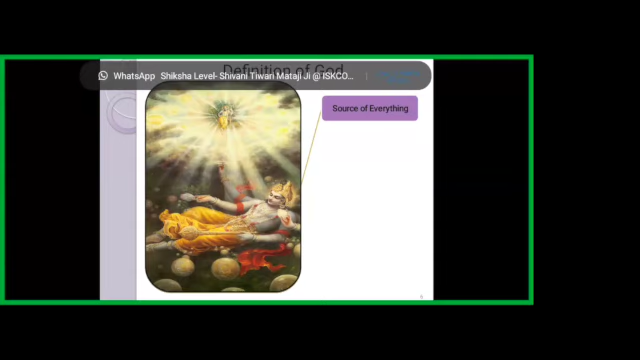 Definition of God
WhatsApp Shiksha Level- Shivani Tiwari Mataji Ji @ ISKCO...
Source of Everything